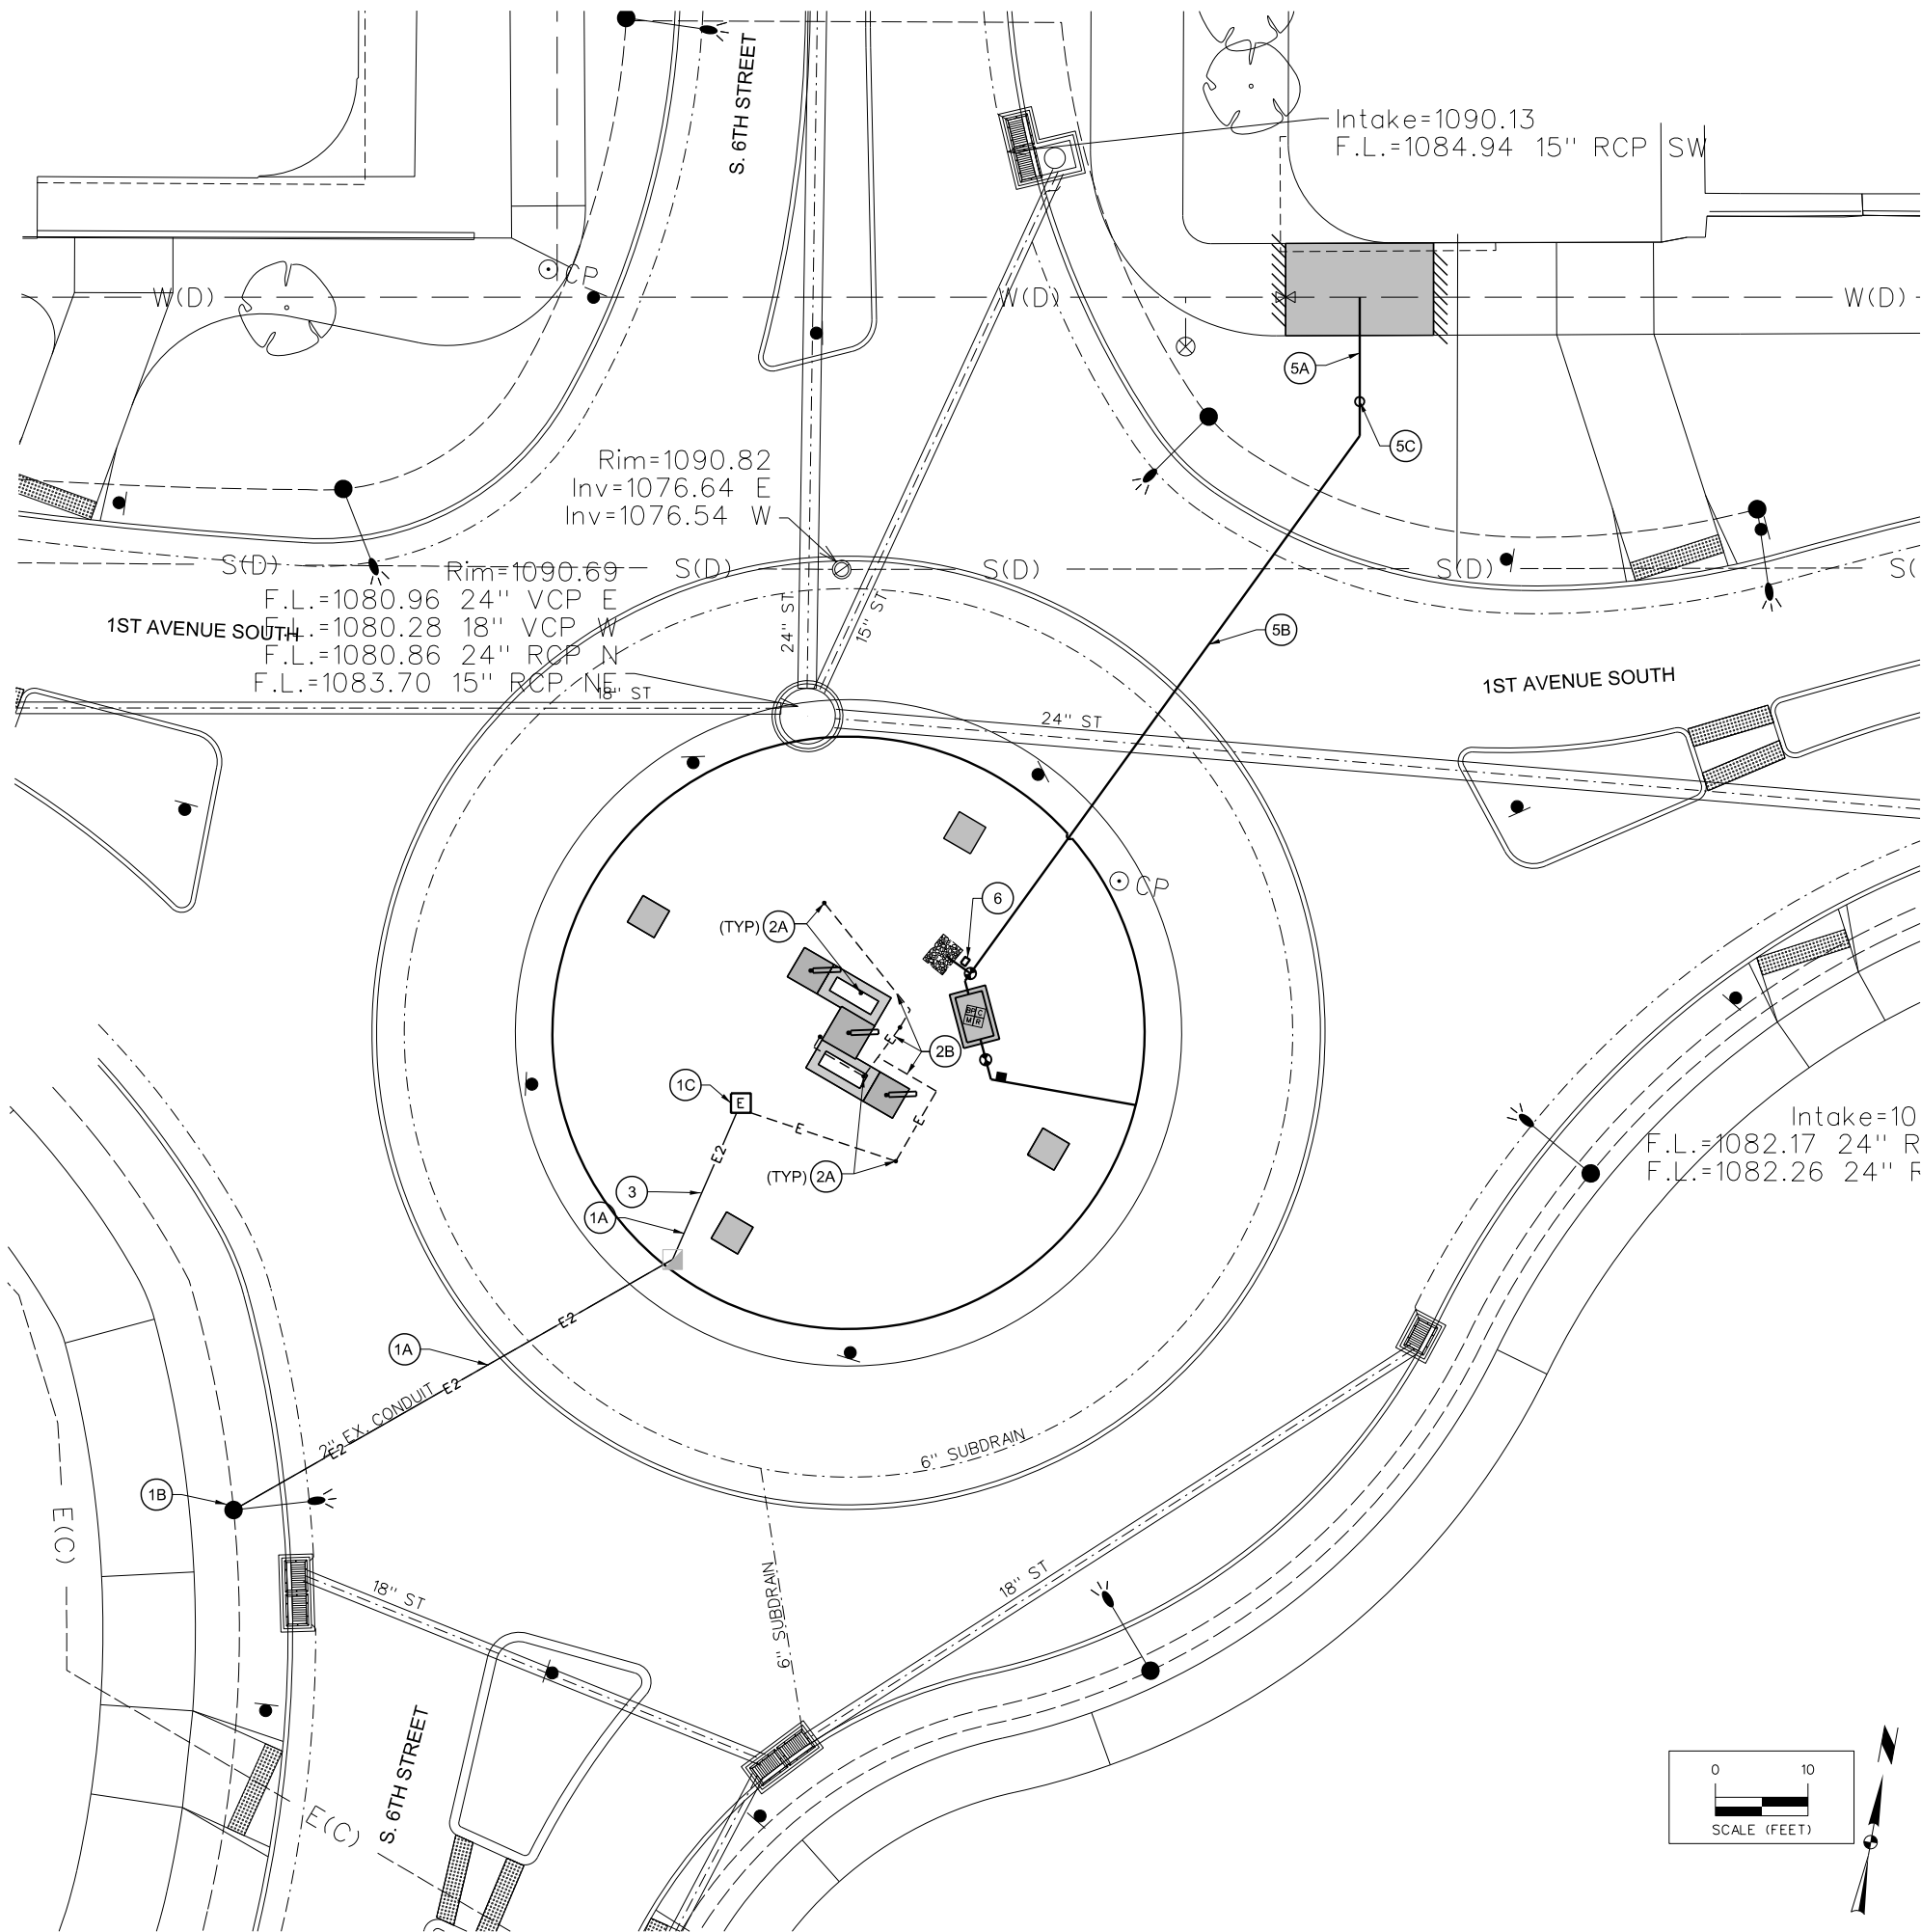 S. 6TH STREET
Intake=1090.13
F.L.=1084.94 15" RCP SW
CP
W(D)
W(D)
W(D)
5A
5C
Rim=1090.82
Inv=1076.64 E
Inv=1076.54 W
S(D)
S(D)
S(D)
S(D)
S(
Rim=1090.69
F.L.=1080.96 24" VCP E
F.L.=1080.28 18" VCP W
F.L.=1080.86 24" RCP N
F.L.=1083.70 15" RCP NE
1ST AVENUE SOUTH
24" ST
15" ST
5B
18" ST
24" ST
1ST AVENUE SOUTH
CP
6
(TYP) 2A
BP C
M R
2B
1C
E
E
E
E
E2
(TYP) 2A
3
1A
Intake=10
F.L.=1082.17 24" R
F.L.=1082.26 24" R
E2
1A
E2
2" EX. CONDUIT
E2
6" SUBDRAIN
1B
E(C)
18" ST
6" SUBDRAIN
18" ST
S. 6TH STREET
E(C)
0 10
SCALE (FEET)
N